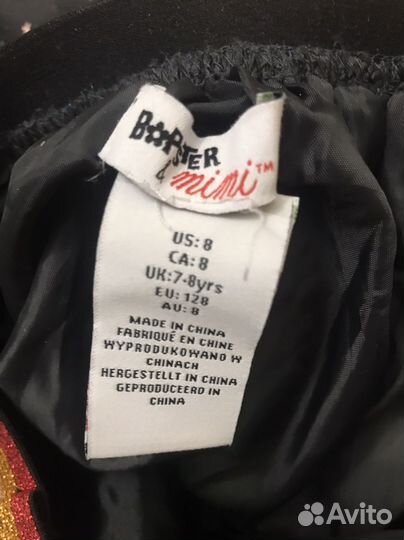 BOPSTER
& mimi™
US: 8
CA: 8
UK:7-8yrs
EU: 128
AU: 8
MADE IN CHINA
FABRIQUÉ EN CHINE
WYPRODUKOWANO W
CHINACH
HERGESTELLT IN CHINA
GEPRODUCEERD IN
CHINA
Avito